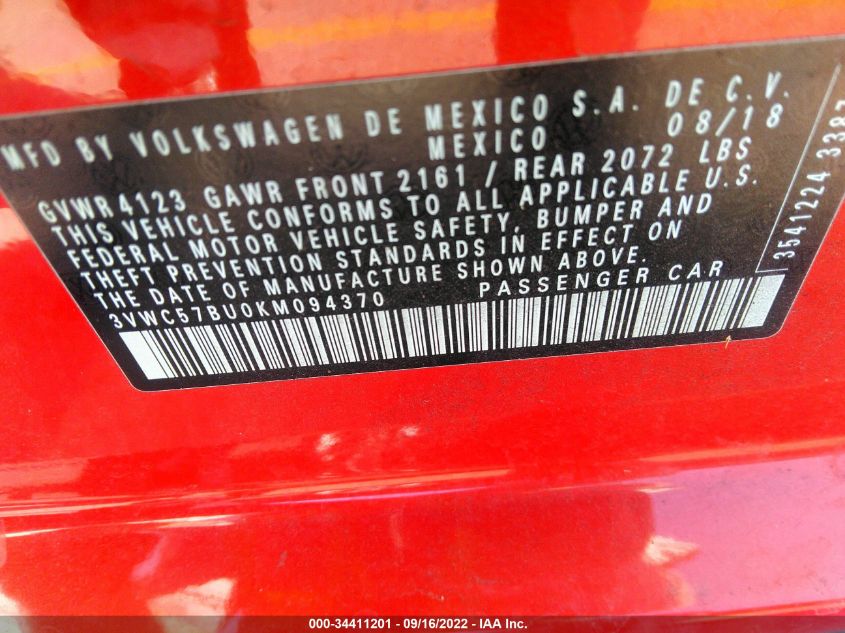 MFD BY VOLKSWAGEN DE MEXICO S.A. DE C.V.
MEXICO 08/18
GVWR 4123 GAWR FRONT 2161 / REAR 2072 LBS
THIS VEHICLE CONFORMS TO ALL APPLICABLE U.S.
FEDERAL MOTOR VEHICLE SAFETY, BUMPER AND
THEFT PREVENTION STANDARDS IN EFFECT ON
THE DATE OF MANUFACTURE SHOWN ABOVE.
3VWC57BU0KM094370 PASSENGER CAR
3541224 3383
000-34411201 - 09/16/2022 - IAA Inc.